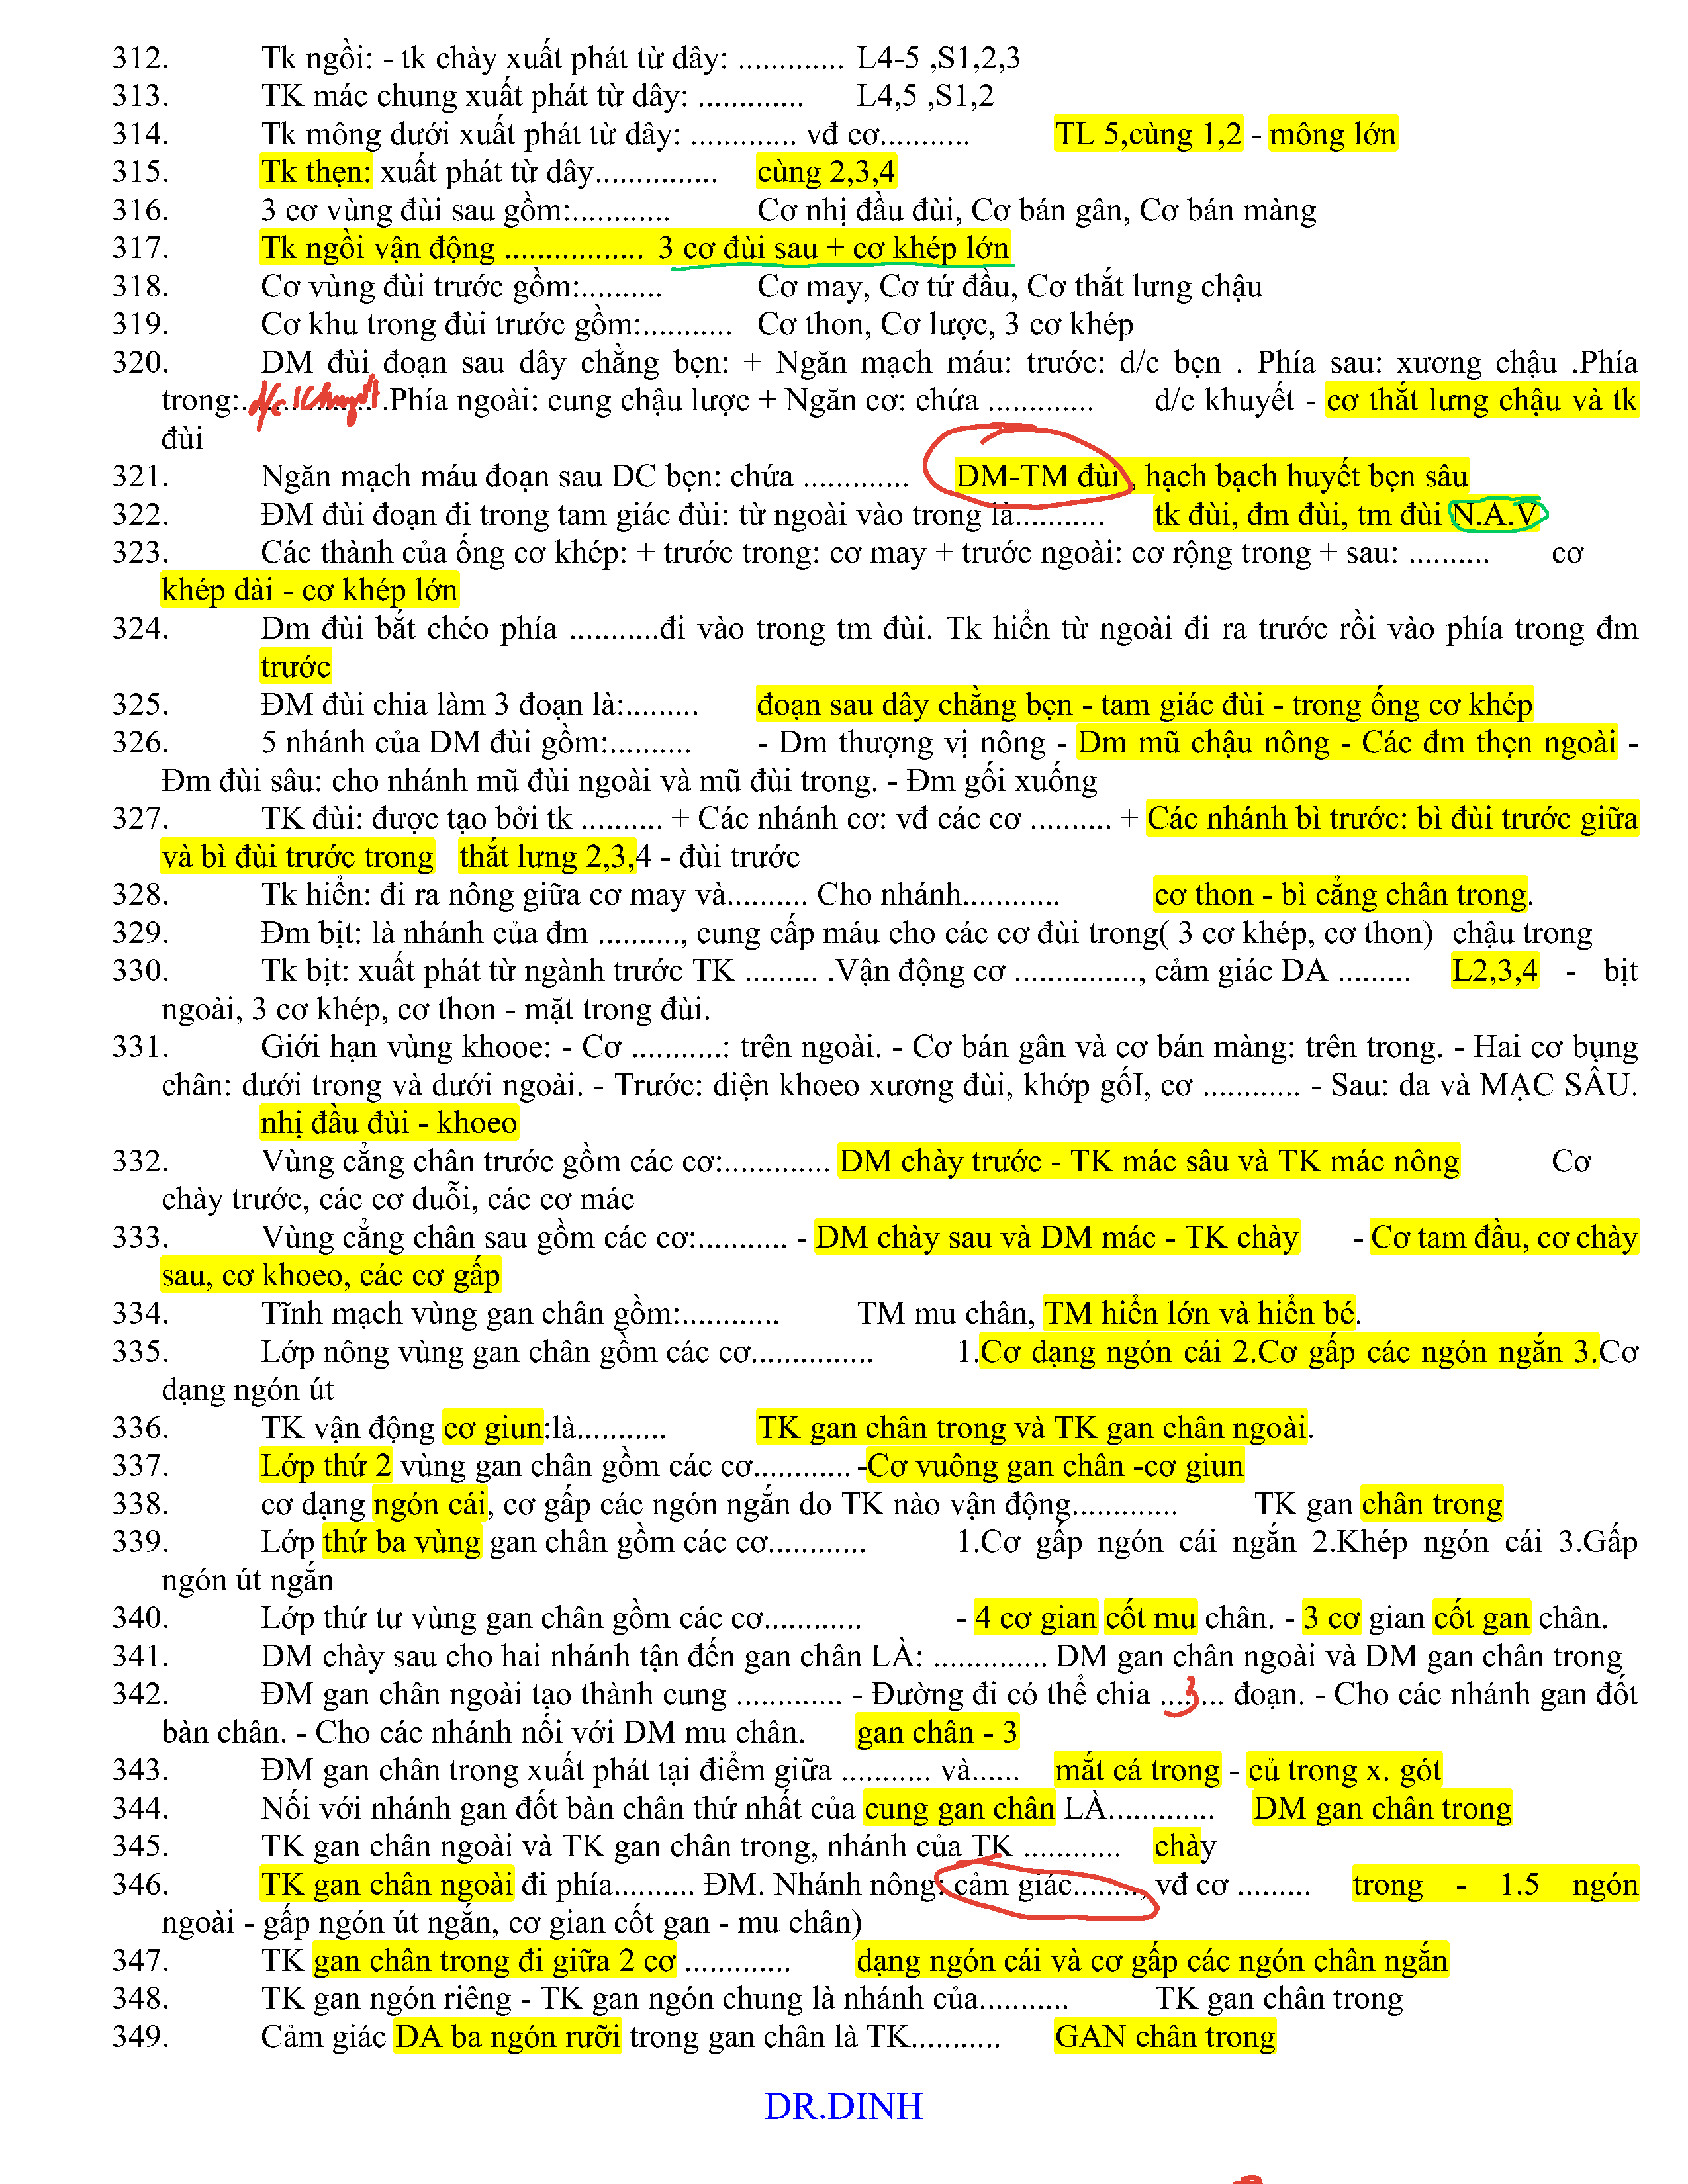 312. Tk ngồi: - tk chày xuất phát từ dây: ............. L4-5 ,S1,2,3
313. TK mác chung xuất phát từ dây: ............. L4,5 ,S1,2
314. Tk mông dưới xuất phát từ dây: ............. vđ cơ........... TL 5,cùng 1,2 - mông lớn
315. Tk thẹn: xuất phát từ dây............... cùng 2,3,4
316. 3 cơ vùng đùi sau gồm:............ Cơ nhị đầu đùi, Cơ bán gân, Cơ bán màng
317. Tk ngồi vận động ................. 3 cơ đùi sau + cơ khép lớn
318. Cơ vùng đùi trước gồm:.......... Cơ may, Cơ tứ đầu, Cơ thắt lưng chậu
319. Cơ khu trong đùi trước gồm:........... Cơ thon, Cơ lược, 3 cơ khép
320. ĐM đùi đoạn sau dây chằng bẹn: + Ngăn mạch máu: trước: d/c bẹn . Phía sau: xương chậu .Phía
trong:..d/c khuyết..Phía ngoài: cung chậu lược + Ngăn cơ: chứa ............. d/c khuyết - cơ thắt lưng chậu và tk
đùi
321. Ngăn mạch máu đoạn sau DC bẹn: chứa ............. ĐM-TM đùi , hạch bạch huyết bẹn sâu
322. ĐM đùi đoạn đi trong tam giác đùi: từ ngoài vào trong là........... tk đùi, đm đùi, tm đùi N.A.V
323. Các thành của ống cơ khép: + trước trong: cơ may + trước ngoài: cơ rộng trong + sau: .......... cơ
khép dài - cơ khép lớn
324. Đm đùi bắt chéo phía ...........đi vào trong tm đùi. Tk hiển từ ngoài đi ra trước rồi vào phía trong đm
trước
325. ĐM đùi chia làm 3 đoạn là:......... đoạn sau dây chằng bẹn - tam giác đùi - trong ống cơ khép
326. 5 nhánh của ĐM đùi gồm:.......... - Đm thượng vị nông - Đm mũ chậu nông - Các đm thẹn ngoài -
Đm đùi sâu: cho nhánh mũ đùi ngoài và mũ đùi trong. - Đm gối xuống
327. TK đùi: được tạo bởi tk .......... + Các nhánh cơ: vđ các cơ .......... + Các nhánh bì trước: bì đùi trước giữa
và bì đùi trước trong thắt lưng 2,3,4 - đùi trước
328. Tk hiển: đi ra nông giữa cơ may và.......... Cho nhánh............ cơ thon - bì cẳng chân trong.
329. Đm bịt: là nhánh của đm .........., cung cấp máu cho các cơ đùi trong( 3 cơ khép, cơ thon) chậu trong
330. Tk bịt: xuất phát từ ngành trước TK ......... .Vận động cơ ..............., cảm giác DA ......... L2,3,4 - bịt
ngoài, 3 cơ khép, cơ thon - mặt trong đùi.
331. Giới hạn vùng khooe: - Cơ ...........: trên ngoài. - Cơ bán gân và cơ bán màng: trên trong. - Hai cơ bụng
chân: dưới trong và dưới ngoài. - Trước: diện khoeo xương đùi, khớp gốI, cơ ............ - Sau: da và MẠC SÂU.
nhị đầu đùi - khoeo
332. Vùng cẳng chân trước gồm các cơ:............. ĐM chày trước - TK mác sâu và TK mác nông Cơ
chày trước, các cơ duỗi, các cơ mác
333. Vùng cẳng chân sau gồm các cơ:........... - ĐM chày sau và ĐM mác - TK chày - Cơ tam đầu, cơ chày
sau, cơ khoeo, các cơ gấp
334. Tĩnh mạch vùng gan chân gồm:............ TM mu chân, TM hiển lớn và hiển bé.
335. Lớp nông vùng gan chân gồm các cơ............... 1.Cơ dạng ngón cái 2.Cơ gấp các ngón ngắn 3.Cơ
dạng ngón út
336. TK vận động cơ giun:là........... TK gan chân trong và TK gan chân ngoài.
337. Lớp thứ 2 vùng gan chân gồm các cơ............ -Cơ vuông gan chân -cơ giun
338. cơ dạng ngón cái, cơ gấp các ngón ngắn do TK nào vận động............. TK gan chân trong
339. Lớp thứ ba vùng gan chân gồm các cơ............ 1.Cơ gấp ngón cái ngắn 2.Khép ngón cái 3.Gấp
ngón út ngắn
340. Lớp thứ tư vùng gan chân gồm các cơ............ - 4 cơ gian cốt mu chân. - 3 cơ gian cốt gan chân.
341. ĐM chày sau cho hai nhánh tận đến gan chân LÀ: .............. ĐM gan chân ngoài và ĐM gan chân trong
342. ĐM gan chân ngoài tạo thành cung ............. - Đường đi có thể chia ...3... đoạn. - Cho các nhánh gan đốt
bàn chân. - Cho các nhánh nối với ĐM mu chân. gan chân - 3
343. ĐM gan chân trong xuất phát tại điểm giữa ........... và...... mắt cá trong - củ trong x. gót
344. Nối với nhánh gan đốt bàn chân thứ nhất của cung gan chân LÀ............. ĐM gan chân trong
345. TK gan chân ngoài và TK gan chân trong, nhánh của TK ............ chày
346. TK gan chân ngoài đi phía.......... ĐM. Nhánh nông: cảm giác........, vđ cơ ......... trong - 1.5 ngón
ngoài - gấp ngón út ngắn, cơ gian cốt gan - mu chân)
347. TK gan chân trong đi giữa 2 cơ ............. dạng ngón cái và cơ gấp các ngón chân ngắn
348. TK gan ngón riêng - TK gan ngón chung là nhánh của........... TK gan chân trong
349. Cảm giác DA ba ngón rưỡi trong gan chân là TK........... GAN chân trong
DR.DINH